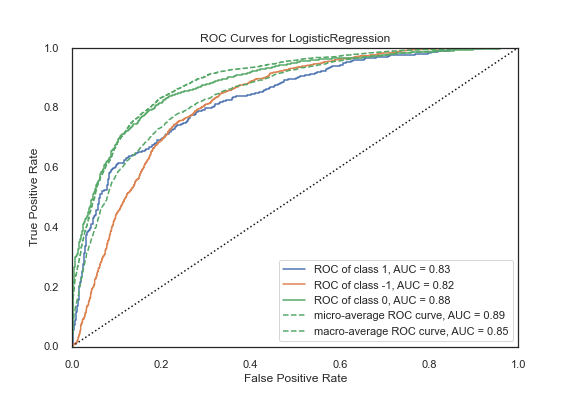 ROC Curves for LogisticRegression
True Positive Rate
1.0
0.8
0.6
0.4
0.2
0.0
ROC of class 1, AUC = 0.83
ROC of class -1, AUC = 0.82
ROC of class 0, AUC = 0.88
micro-average ROC curve, AUC = 0.89
macro-average ROC curve, AUC = 0.85
0.0 0.2 0.4 0.6 0.8 1.0
False Positive Rate